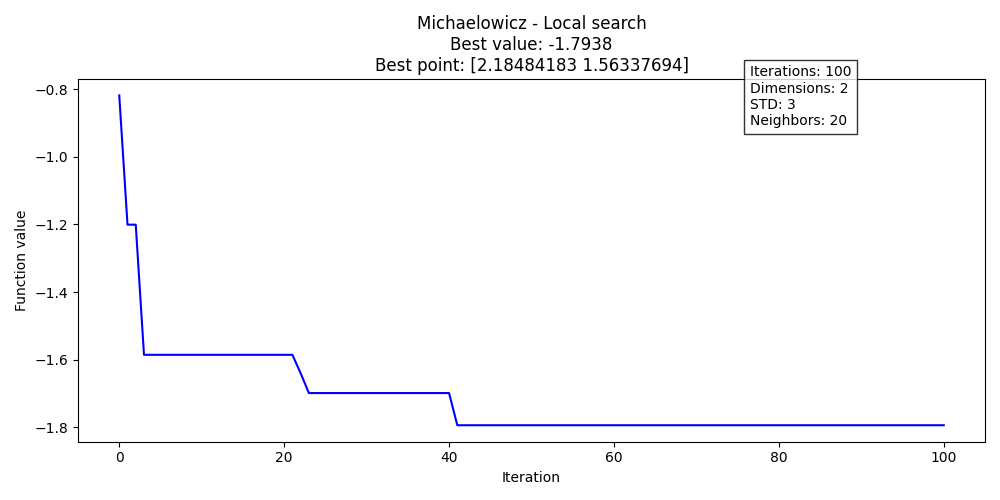 Michaelowicz - Local search
Best value: -1.7938
Best point: [2.18484183 1.56337694]
Iterations: 100
Dimensions: 2
STD: 3
Neighbors: 20
Function value
−0.8
−1.0
−1.2
−1.4
−1.6
−1.8
0 20 40 60 80 100
Iteration